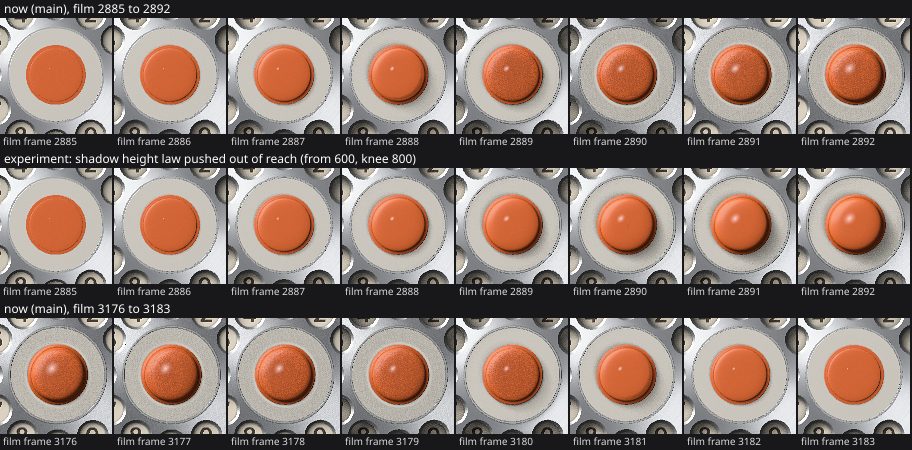 now (main), film 2885 to 2892
film frame 2885 film frame 2886 film frame 2887 film frame 2888 film frame 2889 film frame 2890 film frame 2891 film frame 2892
experiment: shadow height law pushed out of reach (from 600, knee 800)
film frame 2885 film frame 2886 film frame 2887 film frame 2888 film frame 2889 film frame 2890 film frame 2891 film frame 2892
now (main), film 3176 to 3183
film frame 3176 film frame 3177 film frame 3178 film frame 3179 film frame 3180 film frame 3181 film frame 3182 film frame 3183